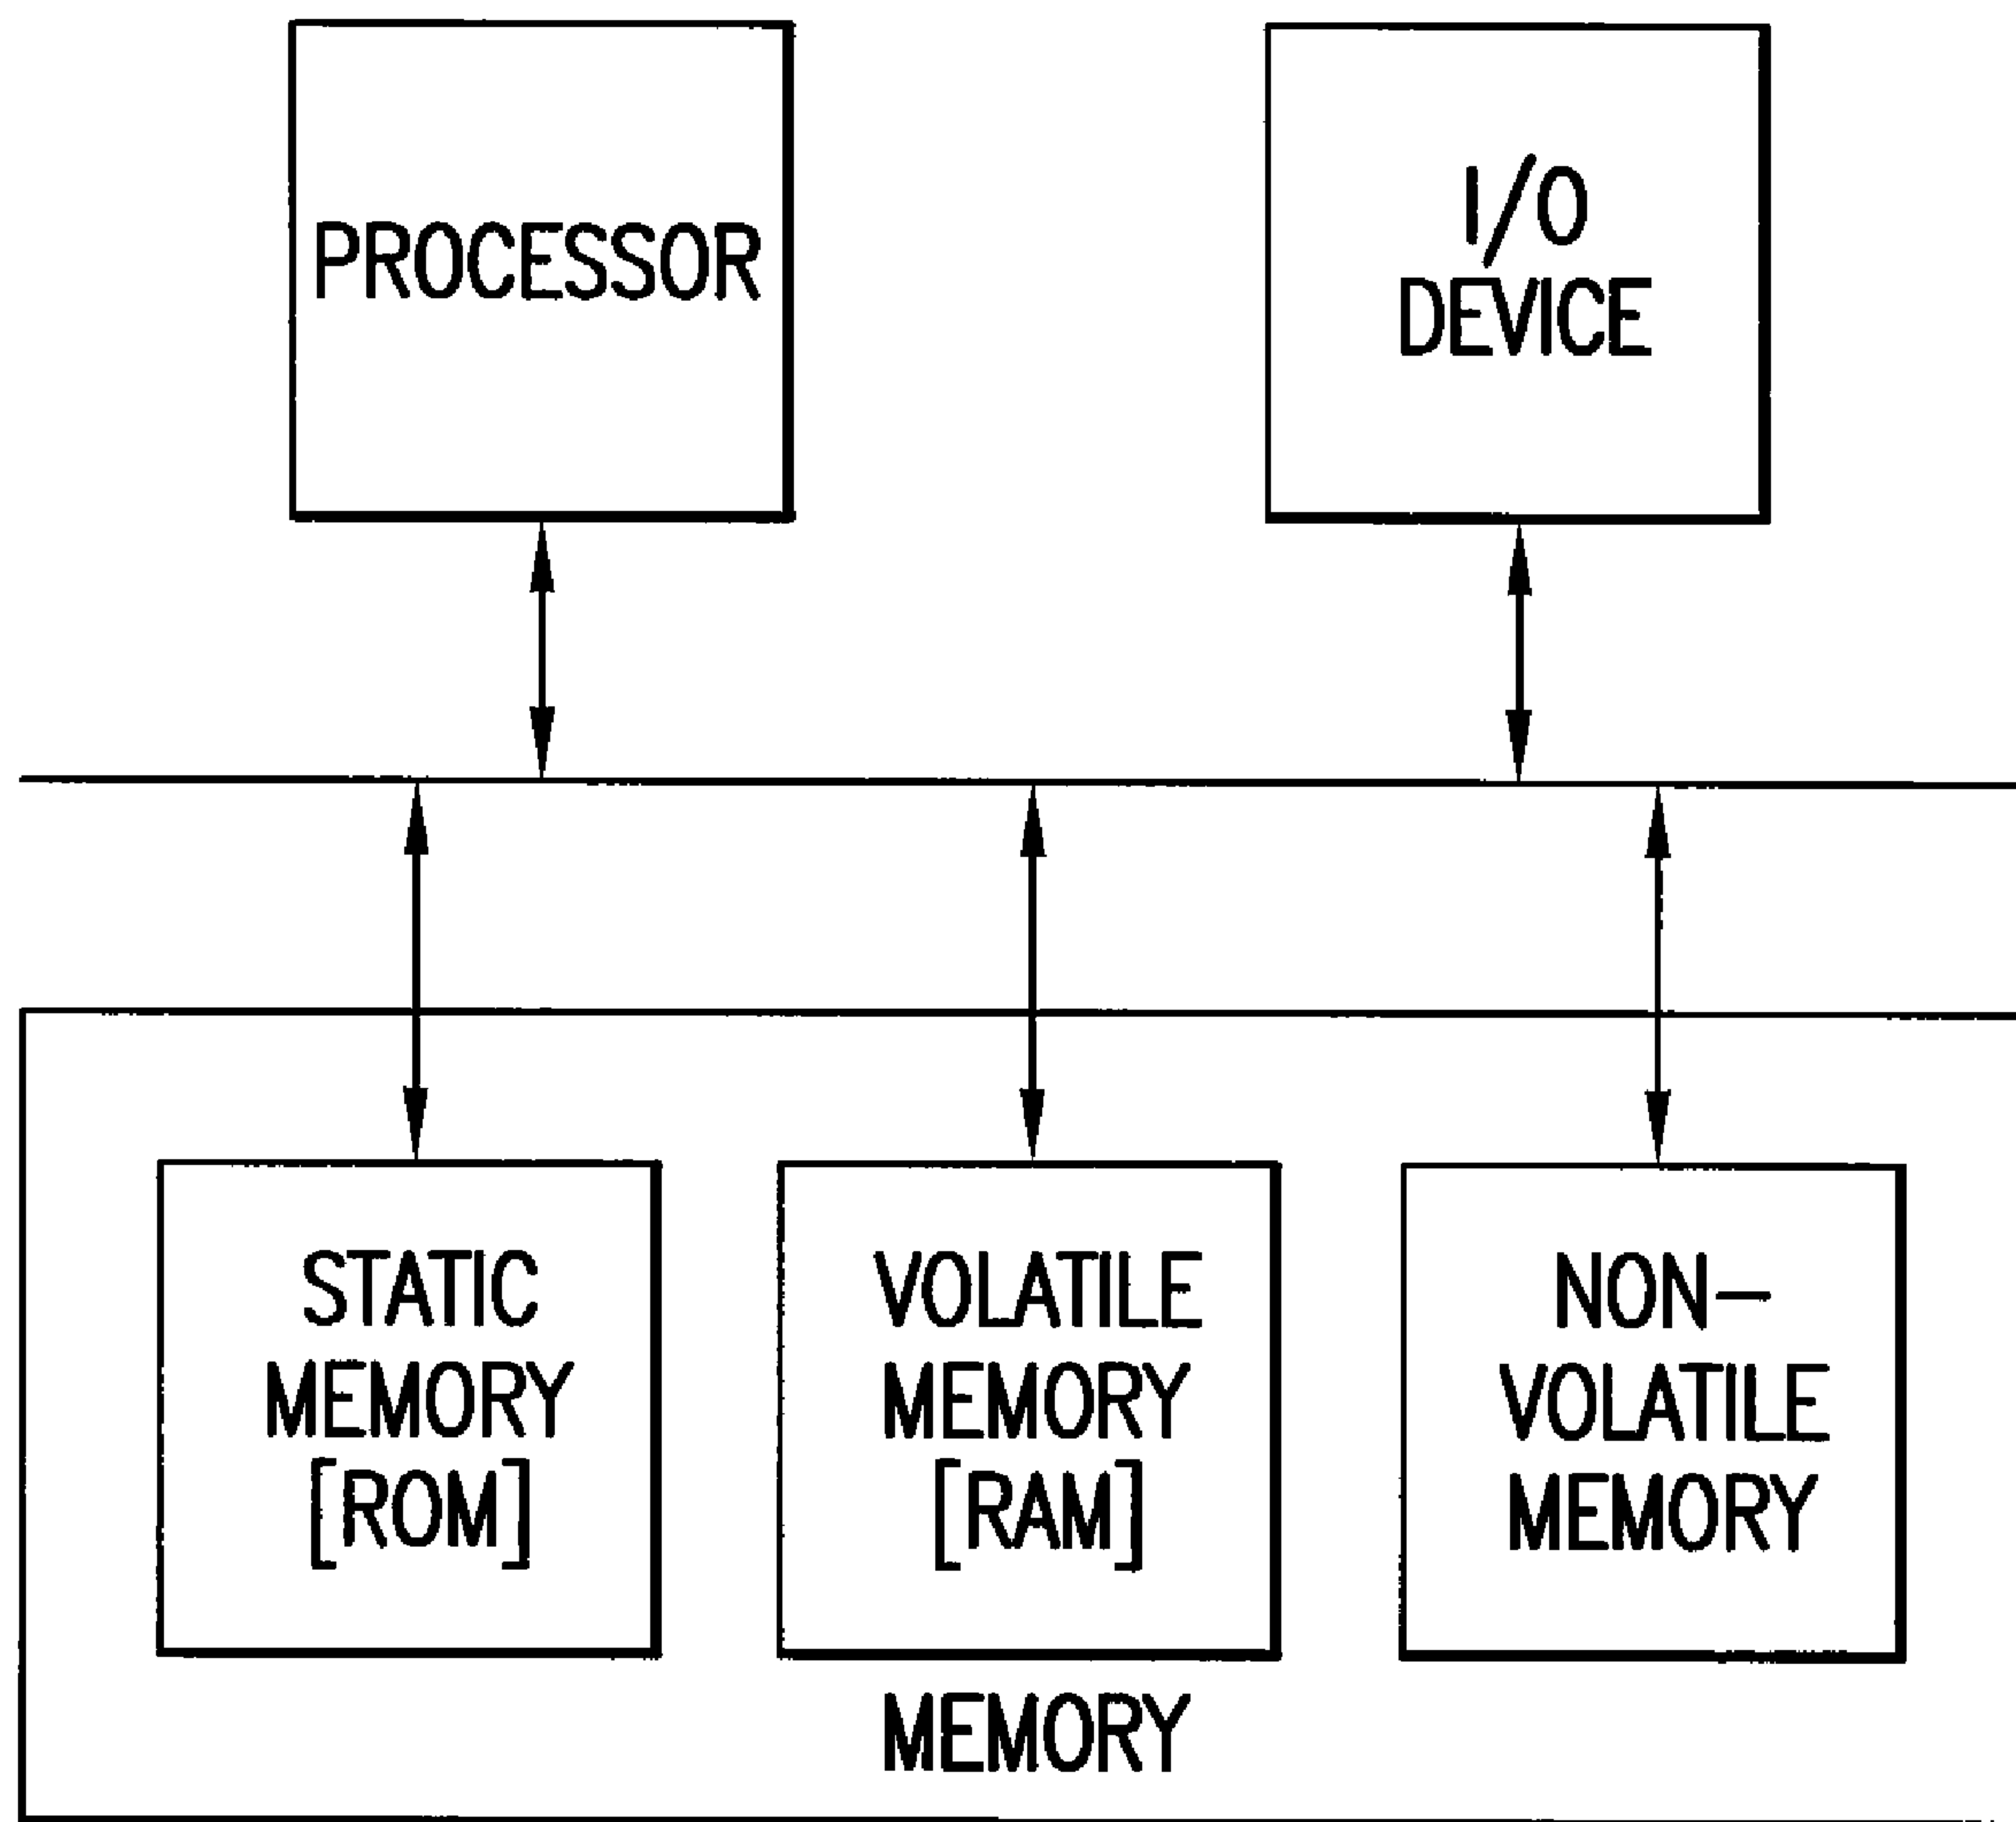 PROCESSOR
I/O
DEVICE
STATIC
MEMORY
[ROM]
VOLATILE
MEMORY
[RAM]
NON-
VOLATILE
MEMORY
MEMORY